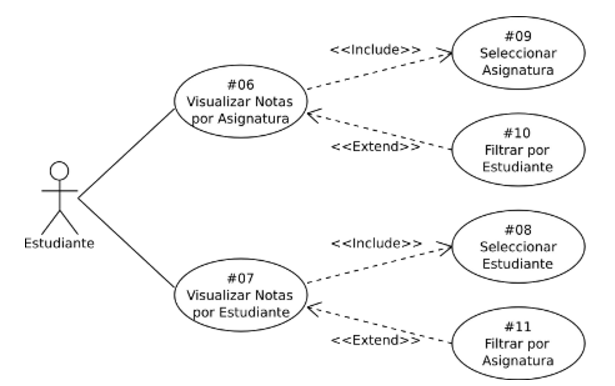 #09
Seleccionar
Asignatura
<<Include>>
#06
Visualizar Notas
por Asignatura
#10
Filtrar por
Estudiante
<<Extend>>
Estudiante
#08
Seleccionar
Estudiante
<<Include>>
#07
Visualizar Notas
por Estudiante
#11
Filtrar por
Asignatura
<<Extend>>